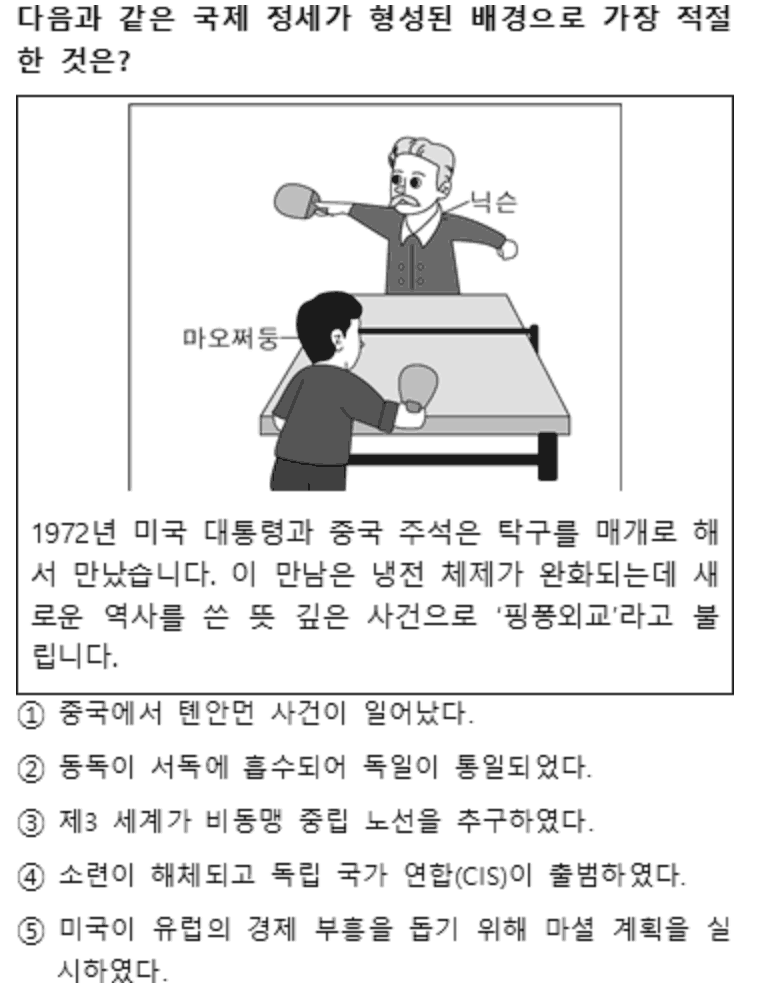 다음과 같은 국제 정세가 형성된 배경으로 가장 적절
한 것은?
닉슨
마오쩌둥
1972년 미국 대통령과 중국 주석은 탁구를 매개로 해
서 만났습니다. 이 만남은 냉전 체제가 완화되는데 새
로운 역사를 쓴 뜻 깊은 사건으로 ‘핑퐁외교’라고 불
립니다.
① 중국에서 톈안먼 사건이 일어났다.
② 동독이 서독에 흡수되어 독일이 통일되었다.
③ 제3 세계가 비동맹 중립 노선을 추구하였다.
④ 소련이 해체되고 독립 국가 연합(CIS)이 출범하였다.
⑤ 미국이 유럽의 경제 부흥을 돕기 위해 마셜 계획을 실
시하였다.